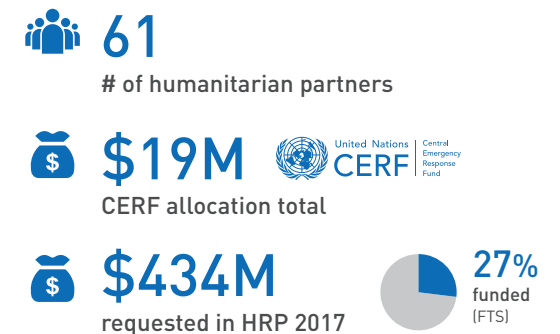 61
# of humanitarian partners
$
$19M
United Nations
CERF
Central
Emergency
Response
Fund
CERF allocation total
$
$434M
requested in HRP 2017
27%
funded
(FTS)